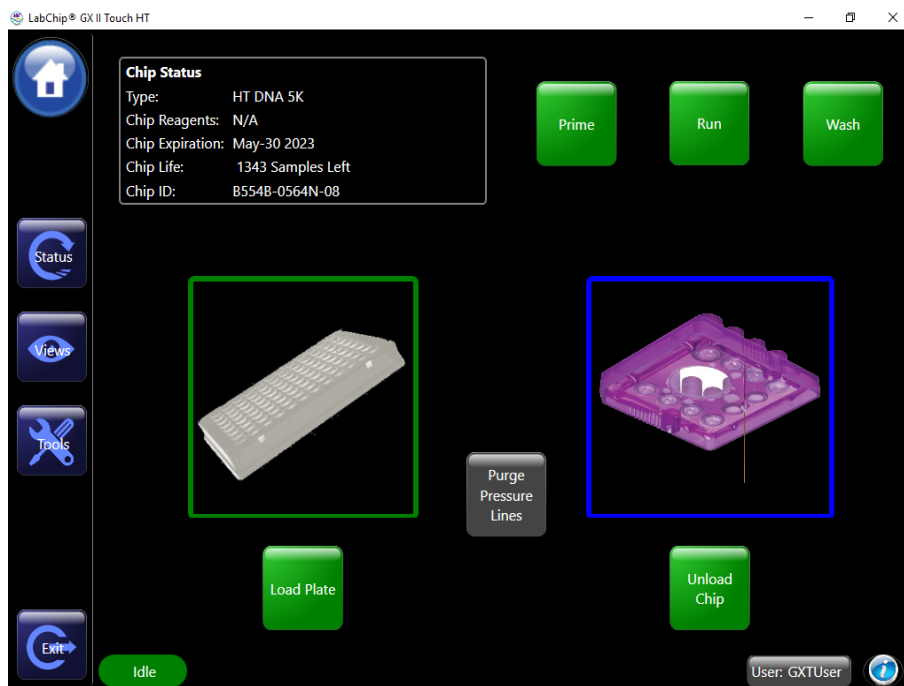 LabChip® GX II Touch HT
Chip Status
Type: HT DNA 5K
Chip Reagents: N/A
Chip Expiration: May-30 2023
Chip Life: 1343 Samples Left
Chip ID: B554B-0564N-08
Prime
Run
Wash
Status
Views
Tools
Purge
Pressure
Lines
Load Plate
Unload
Chip
Exit
Idle
User: GXTUser